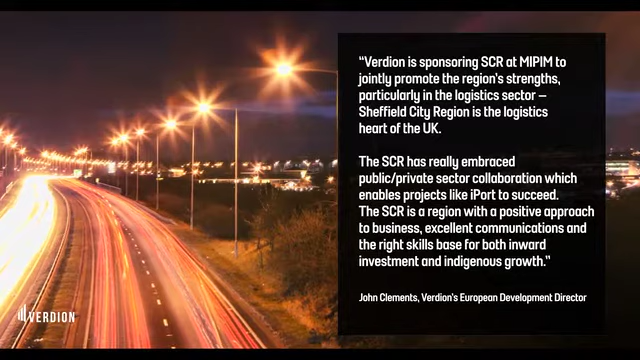 “Verdion is sponsoring SCR at MIPIM to
jointly promote the region's strengths,
particularly in the logistics sector –
Sheffield City Region is the logistics
heart of the UK.
The SCR has really embraced
public/private sector collaboration which
enables projects like iPort to succeed.
The SCR is a region with a positive approach
to business, excellent communications and
the right skills base for both inward
investment and indigenous growth.”
John Clements, Verdion's European Development Director
VERDION